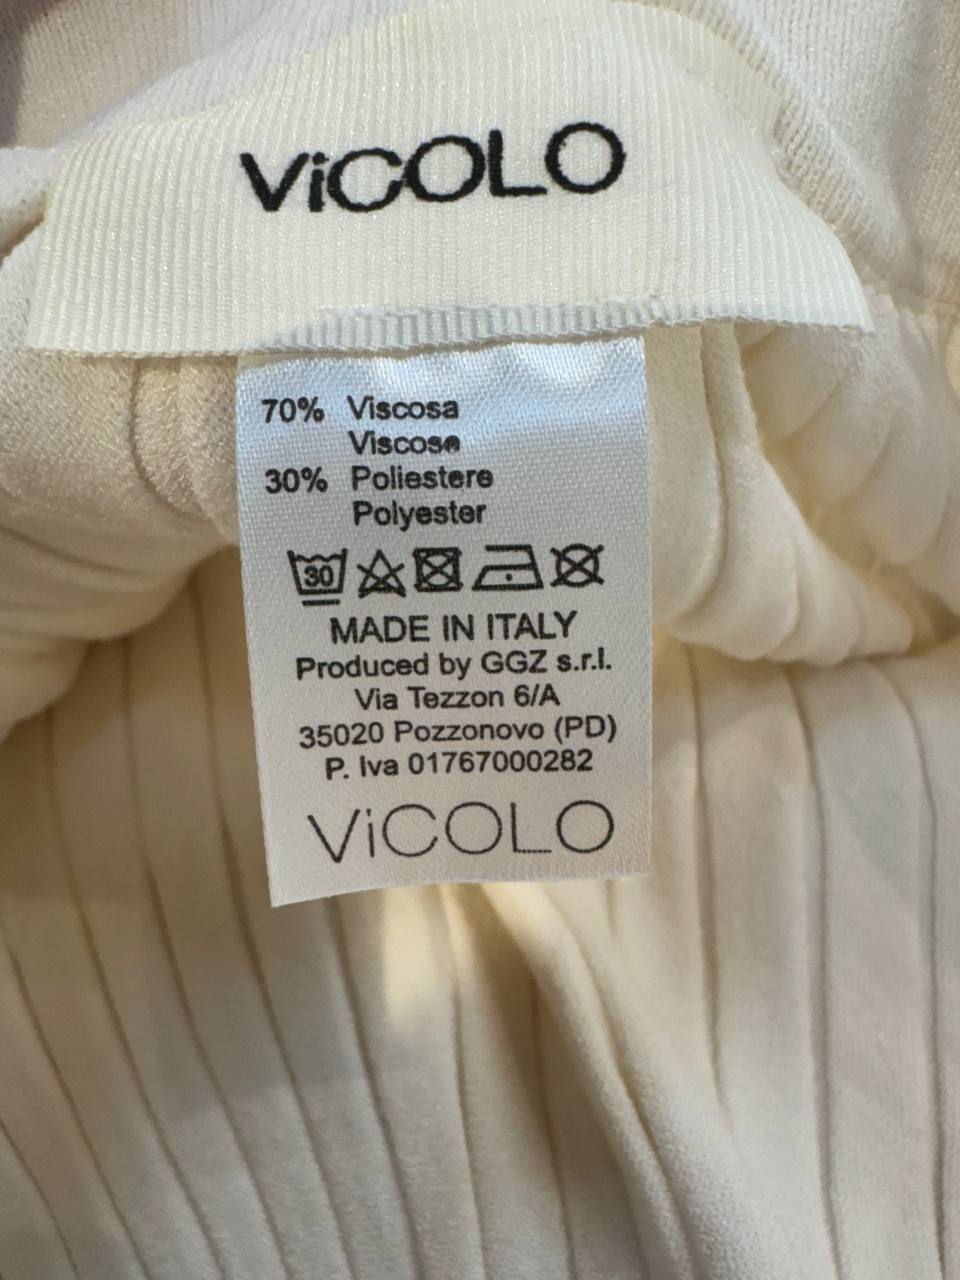 ViCOLO
70% Viscosa
Viscose
30% Poliestere
Polyester
30
MADE IN ITALY
Produced by GGZ s.r.l.
Via Tezzon 6/A
35020 Pozzonovo (PD)
P. Iva 01767000282
ViCOLO